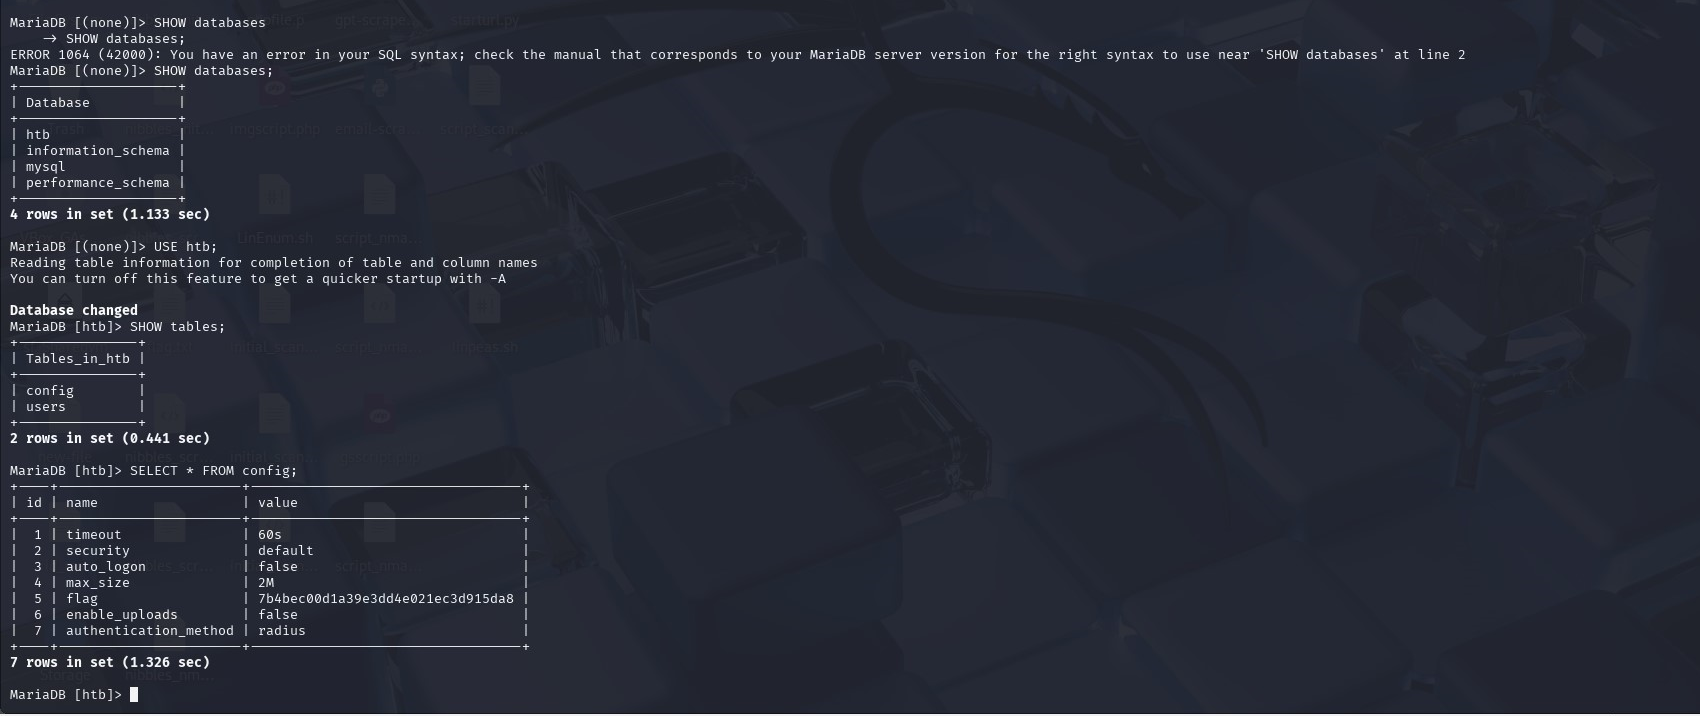 MariaDB [(none)]> SHOW databases
    -> SHOW databases;
ERROR 1064 (42000): You have an error in your SQL syntax; check the manual that corresponds to your MariaDB server version for the right syntax to use near 'SHOW databases' at line 2
MariaDB [(none)]> SHOW databases;
+--------------------+
| Database           |
+--------------------+
| htb                |
| information_schema |
| mysql              |
| performance_schema |
+--------------------+
4 rows in set (1.133 sec)

MariaDB [(none)]> USE htb;
Reading table information for completion of table and column names
You can turn off this feature to get a quicker startup with -A

Database changed
MariaDB [htb]> SHOW tables;
+---------------+
| Tables_in_htb |
+---------------+
| config        |
| users         |
+---------------+
2 rows in set (0.441 sec)

MariaDB [htb]> SELECT * FROM config;
+----+-----------------------+----------------------------------+
| id | name                  | value                            |
+----+-----------------------+----------------------------------+
|  1 | timeout               | 60s                              |
|  2 | security              | default                          |
|  3 | auto_logon            | false                            |
|  4 | max_size              | 2M                               |
|  5 | flag                  | 7b4bec00d1a39e3dd4e021ec3d915da8 |
|  6 | enable_uploads        | false                            |
|  7 | authentication_method | radius                           |
+----+-----------------------+----------------------------------+
7 rows in set (1.326 sec)

MariaDB [htb]>